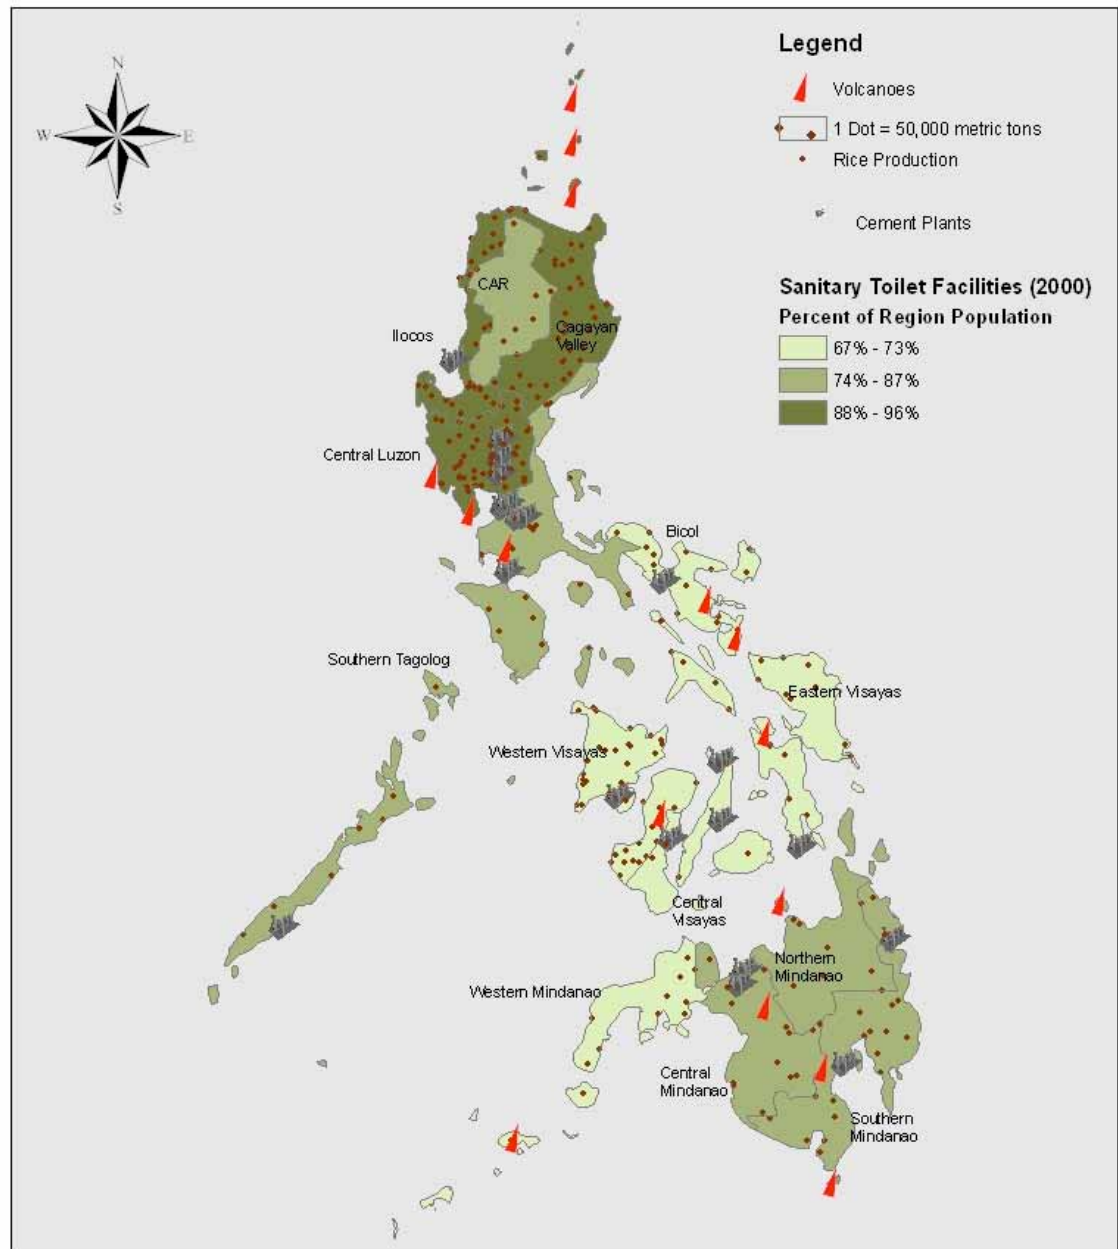 N
W
E
S
Legend
Volcanoes
1 Dot = 50,000 metric tons
Rice Production
Cement Plants
Sanitary Toilet Facilities (2000)
Percent of Region Population
67% - 73%
74% - 87%
88% - 96%
CAR
Ilocos
Cagayan
Valley
Central Luzon
Bicol
Southern Tagolog
Eastern Visayas
Western Visayas
Central
Visayas
Northern
Mindanao
Western Mindanao
Central
Mindanao
Southern
Mindanao